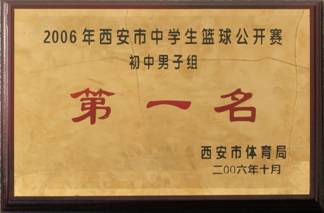 2006年西安市中学生篮球公开赛
初中男子组
第一名
西安市体育局
二00六年十月